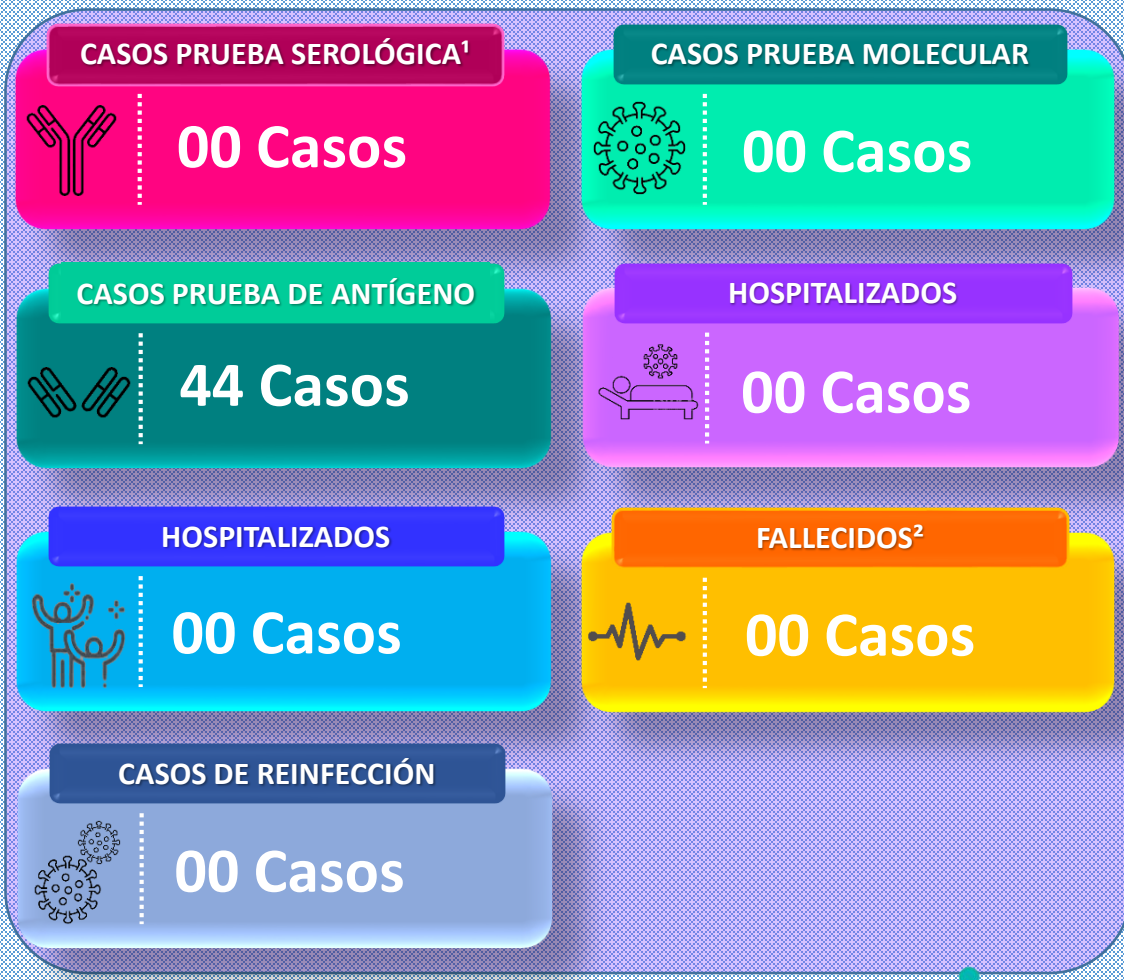 CASOS PRUEBA SEROLÓGICA¹
00 Casos
CASOS PRUEBA MOLECULAR
00 Casos
CASOS PRUEBA DE ANTÍGENO
44 Casos
HOSPITALIZADOS
00 Casos
HOSPITALIZADOS
00 Casos
FALLECIDOS²
00 Casos
CASOS DE REINFECCIÓN
00 Casos